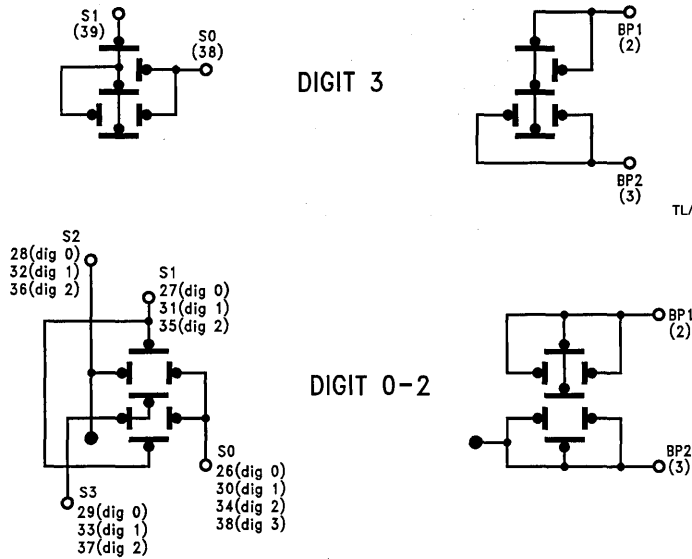 S1
(39)
S0
(38)
DIGIT 3
BP1
(2)
BP2
(3)
TL/
S2
28(dig 0)
32(dig 1)
36(dig 2)
S1
27(dig 0)
31(dig 1)
35(dig 2)
DIGIT 0-2
BP1
(2)
BP2
(3)
S0
26(dig 0)
30(dig 1)
34(dig 2)
38(dig 3)
S3
29(dig 0)
33(dig 1)
37(dig 2)